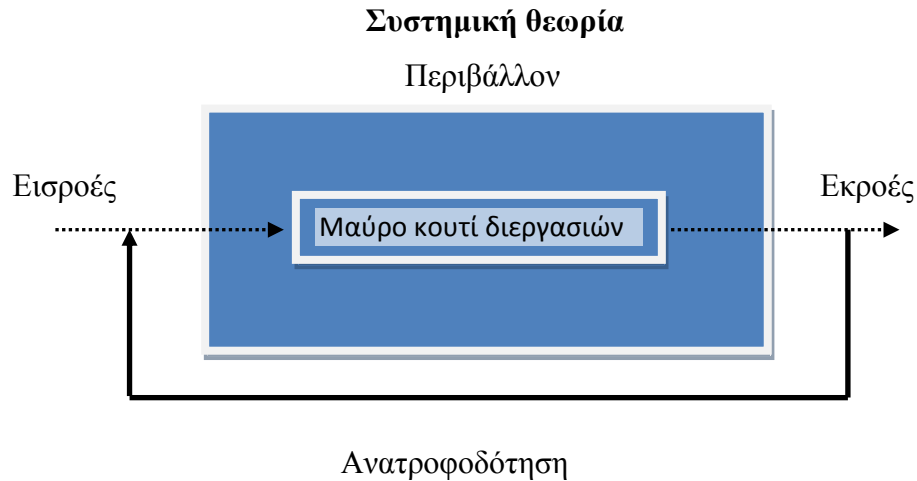 Συστημική θεωρία
Περιβάλλον
Εισροές
Εκροές
Μαύρο κουτί διεργασιών
Ανατροφοδότηση